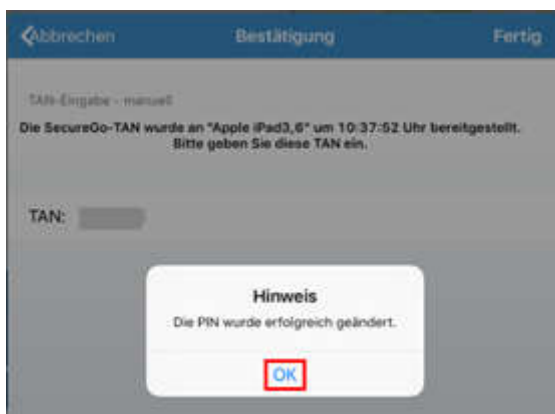 Abbrechen Bestätigung Fertig
TAN-Eingabe - manuell
Die SecureGo-TAN wurde an "Apple iPad3,6" um 10:37:52 Uhr bereitgestellt.
Bitte geben Sie diese TAN ein.
TAN:
Hinweis
Die PIN wurde erfolgreich geändert.
OK